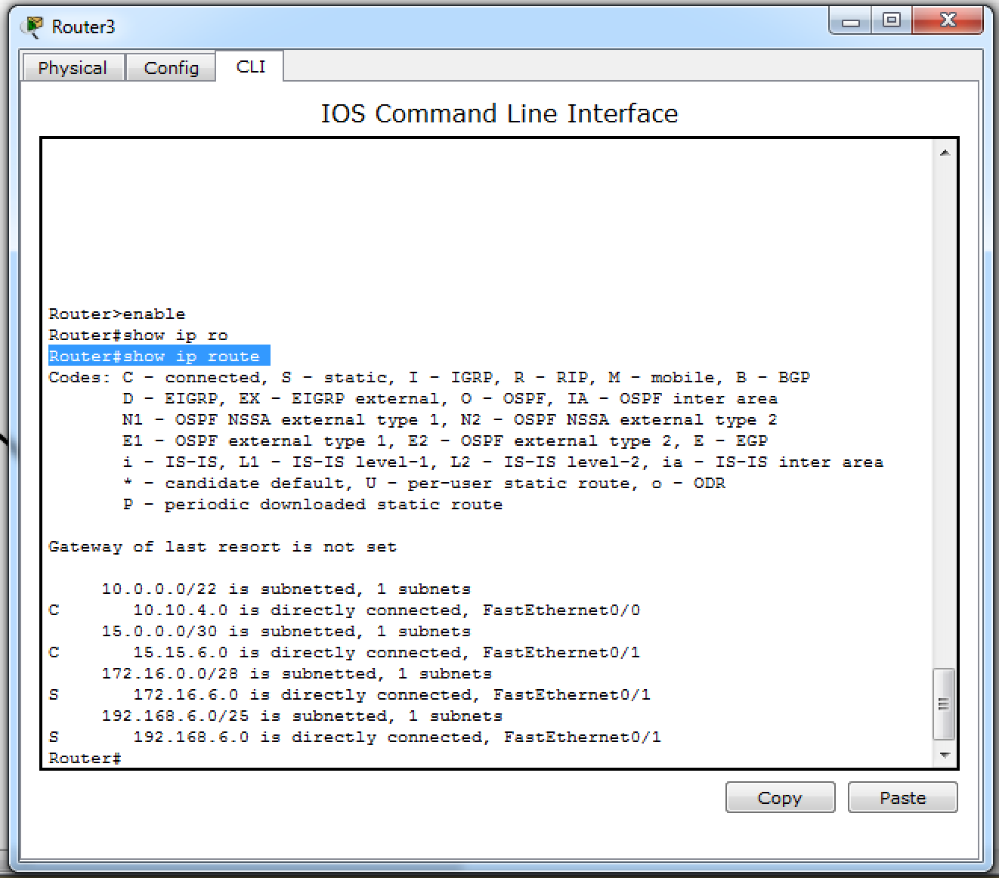 Router3
Physical Config CLI
IOS Command Line Interface
Router>enable
Router#show ip ro
Router#show ip route
Codes: C - connected, S - static, I - IGRP, R - RIP, M - mobile, B - BGP
       D - EIGRP, EX - EIGRP external, O - OSPF, IA - OSPF inter area
       N1 - OSPF NSSA external type 1, N2 - OSPF NSSA external type 2
       E1 - OSPF external type 1, E2 - OSPF external type 2, E - EGP
       i - IS-IS, L1 - IS-IS level-1, L2 - IS-IS level-2, ia - IS-IS inter area
       * - candidate default, U - per-user static route, o - ODR
       P - periodic downloaded static route
Gateway of last resort is not set
     10.0.0.0/22 is subnetted, 1 subnets
C       10.10.4.0 is directly connected, FastEthernet0/0
     15.0.0.0/30 is subnetted, 1 subnets
C       15.15.6.0 is directly connected, FastEthernet0/1
     172.16.0.0/28 is subnetted, 1 subnets
S       172.16.6.0 is directly connected, FastEthernet0/1
     192.168.6.0/25 is subnetted, 1 subnets
S       192.168.6.0 is directly connected, FastEthernet0/1
Router#
Copy Paste